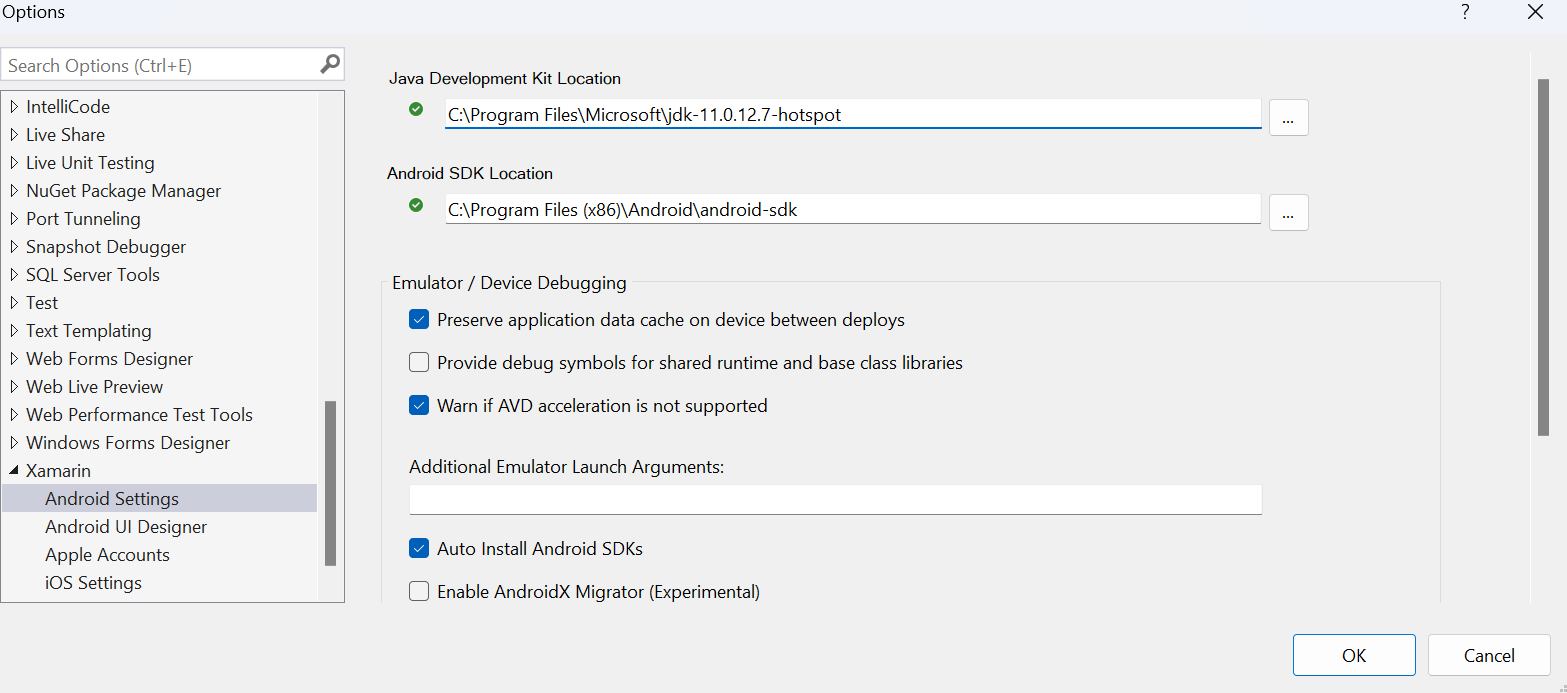 Options
?
Search Options (Ctrl+E)
IntelliCode
Live Share
Live Unit Testing
NuGet Package Manager
Port Tunneling
Snapshot Debugger
SQL Server Tools
Test
Text Templating
Web Forms Designer
Web Live Preview
Web Performance Test Tools
Windows Forms Designer
Xamarin
Android Settings
Android UI Designer
Apple Accounts
iOS Settings
Java Development Kit Location
C:\Program Files\Microsoft\jdk-11.0.12.7-hotspot
...
Android SDK Location
C:\Program Files (x86)\Android\android-sdk
...
Emulator / Device Debugging
Preserve application data cache on device between deploys
Provide debug symbols for shared runtime and base class libraries
Warn if AVD acceleration is not supported
Additional Emulator Launch Arguments:
Auto Install Android SDKs
Enable AndroidX Migrator (Experimental)
OK
Cancel